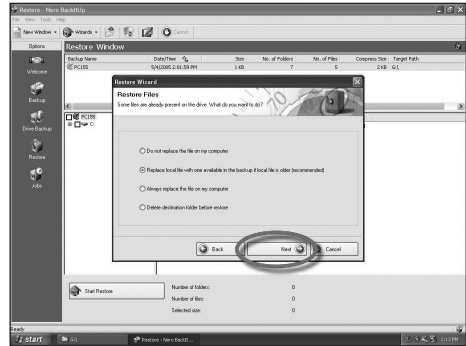 Restore - Nero BackItUp
File View Tools Help
New Window Wizards Cancel
Options Restore Window
Backup Name Date/Time Size No. of Folders No. of Files Compress Size Target Path
PC155 5/4/2005 2:01:59 PM 1 KB 7 5 2 KB G:\
Welcome
Backup
Drive Backup
Restore
Jobs
PC155
C:
Restore Wizard
Restore Files
Some files are already present on the drive. What do you want to do?
Do not replace the file on my computer
Replace local file with one available in the backup if local file is older (recommended)
Always replace the file on my computer
Delete destination folder before restore
Back Next Cancel
Start Restore
Number of folders: 0
Number of files: 0
Selected size: 0
Ready
start G:\ Restore - Nero BackIt... 2:13 PM